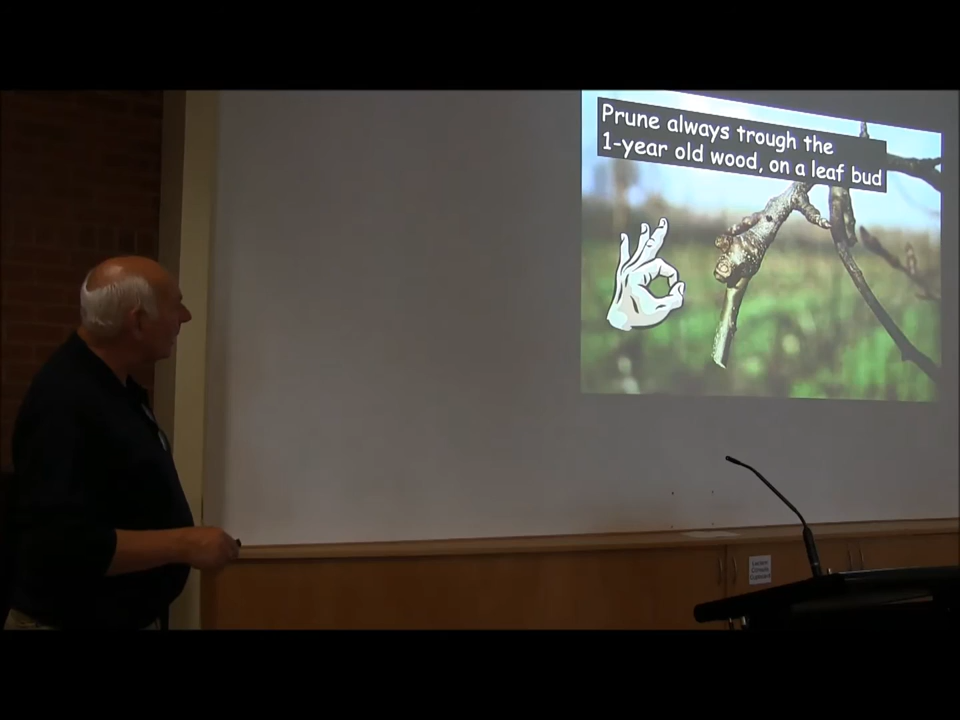 Prune always trough the
1-year old wood, on a leaf bud